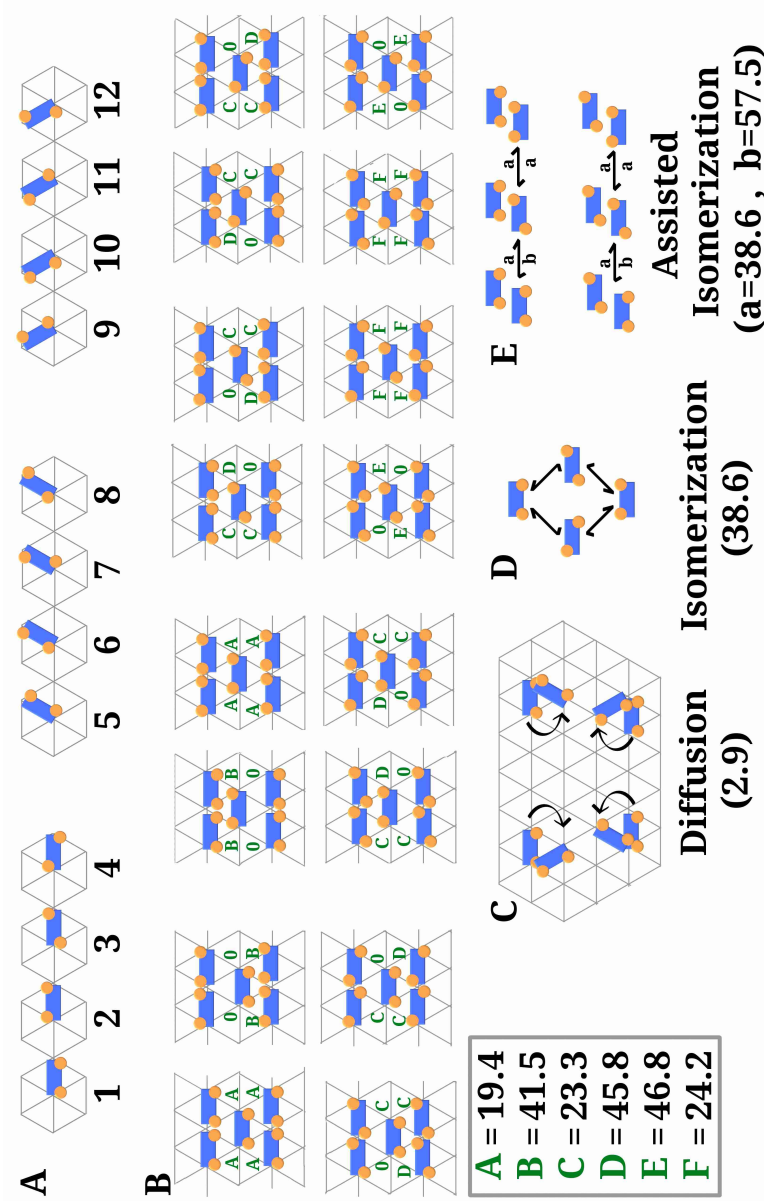 A
1 2 3 4 5 6 7 8 9 10 11 12
B
A A 0 0 B B A A C D 0 C D C C 0
A A B B 0 0 A A C 0 D C 0 C C D
0 C C 0 C D D C 0 E F F F F E 0
D C C D C 0 0 C E 0 F F F F 0 E
A = 19.4
B = 41.5
C = 23.3
D = 45.8
E = 46.8
F = 24.2
C
Diffusion
(2.9)
D
Isomerization
(38.6)
E
a b a a
a b a a
Assisted
Isomerization
(a=38.6 , b=57.5)